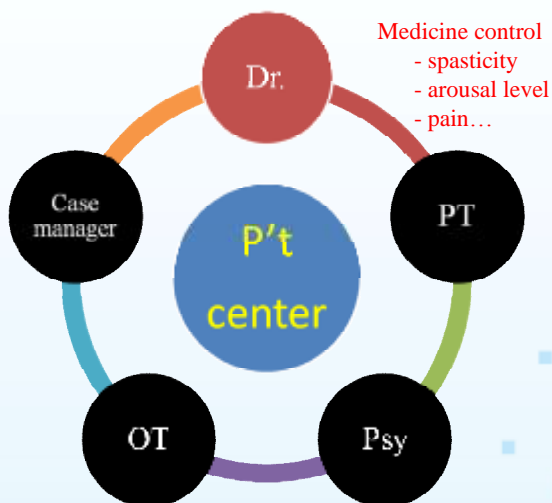 Medicine control
- spasticity
- arousal level
- pain…
Dr.
PT
Psy
OT
Case
manager
P't
center